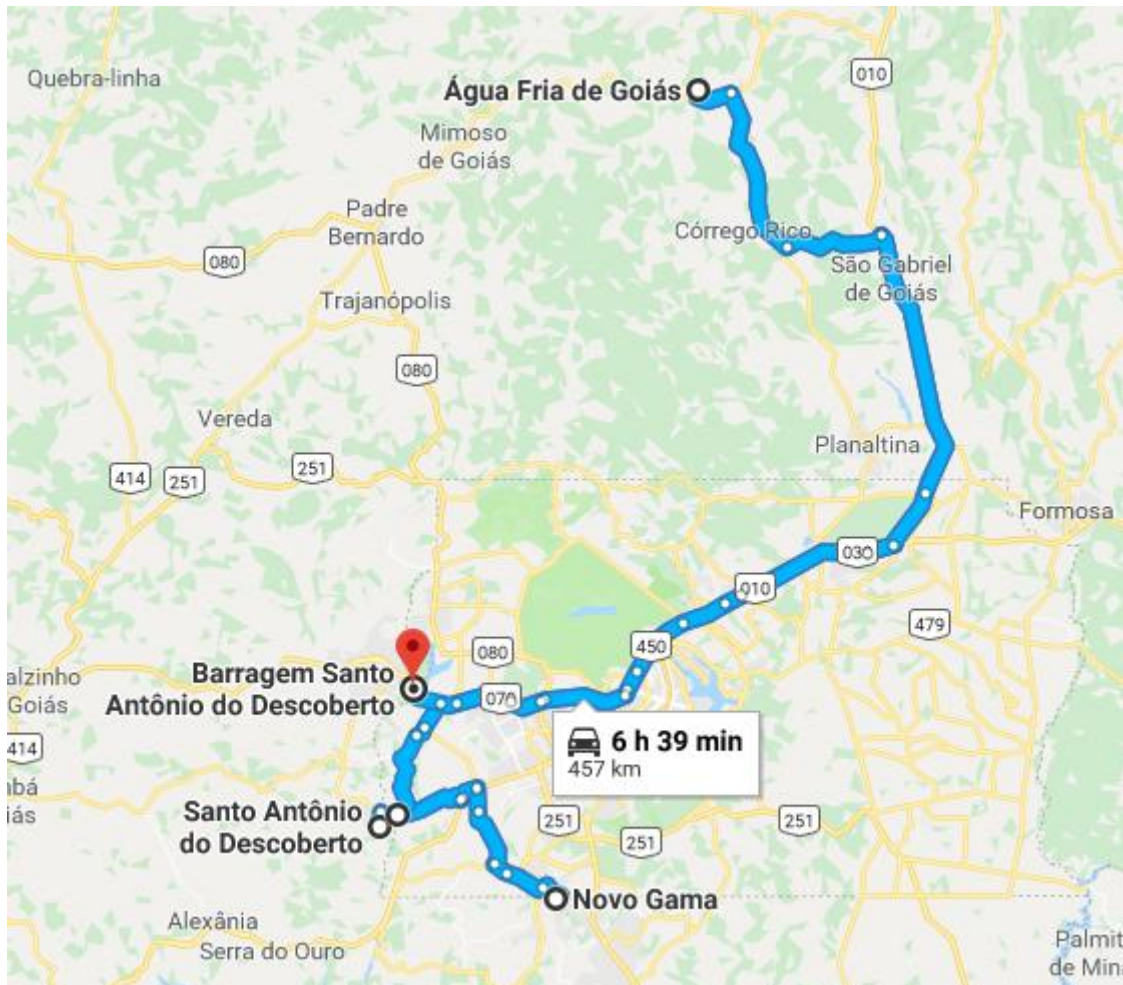 Quebra-linha
010
Água Fria de Goiás
Mimoso
de Goiás
Padre
Bernardo
Córrego Rico
080
São Gabriel
de Goiás
Trajanópolis
080
Vereda
Planaltina
414
251
251
Formosa
030
010
479
450
080
Barragem Santo
Antônio do Descoberto
alzinho
Goiás
070
6 h 39 min
457 km
414
bá
iás
Santo Antônio
do Descoberto
251
251
251
Novo Gama
Alexânia
Serra do Ouro
Palmit
de Mina